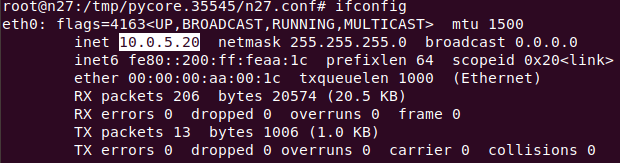 root@n27:/tmp/pycore.35545/n27.conf# ifconfig
eth0: flags=4163<UP,BROADCAST,RUNNING,MULTICAST>  mtu 1500
        inet 10.0.5.20  netmask 255.255.255.0  broadcast 0.0.0.0
        inet6 fe80::200:ff:feaa:1c  prefixlen 64  scopeid 0x20<link>
        ether 00:00:00:aa:00:1c  txqueuelen 1000  (Ethernet)
        RX packets 206  bytes 20574 (20.5 KB)
        RX errors 0  dropped 0  overruns 0  frame 0
        TX packets 13  bytes 1006 (1.0 KB)
        TX errors 0  dropped 0 overruns 0  carrier 0  collisions 0